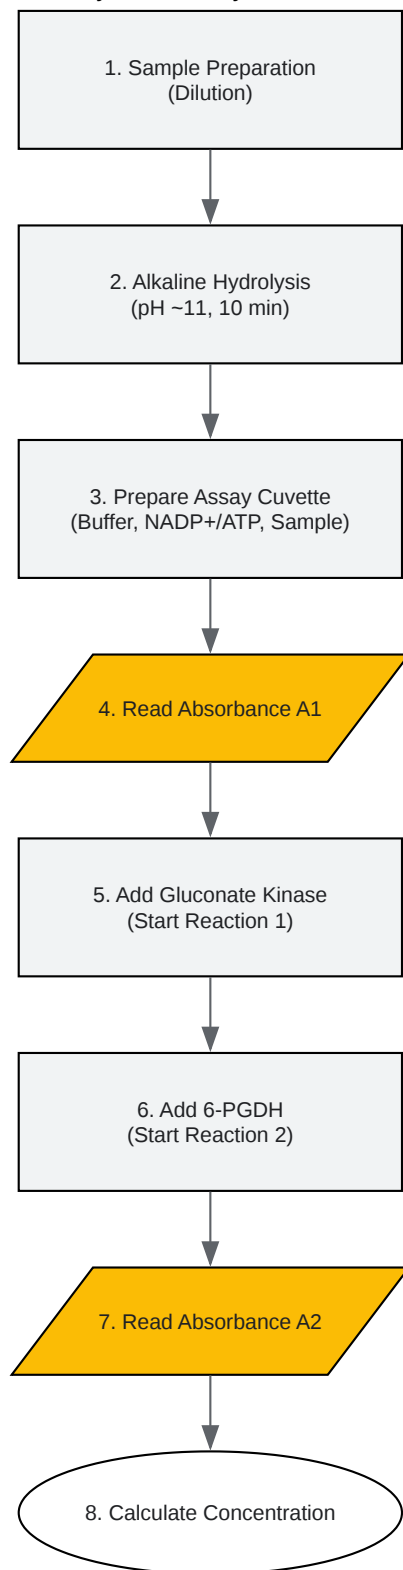 1. Sample Preparation
(Dilution)
2. Alkaline Hydrolysis
(pH ~11, 10 min)
3. Prepare Assay Cuvette
(Buffer, NADP+/ATP, Sample)
4. Read Absorbance A1
5. Add Gluconate Kinase
(Start Reaction 1)
6. Add 6-PGDH
(Start Reaction 2)
7. Read Absorbance A2
8. Calculate Concentration